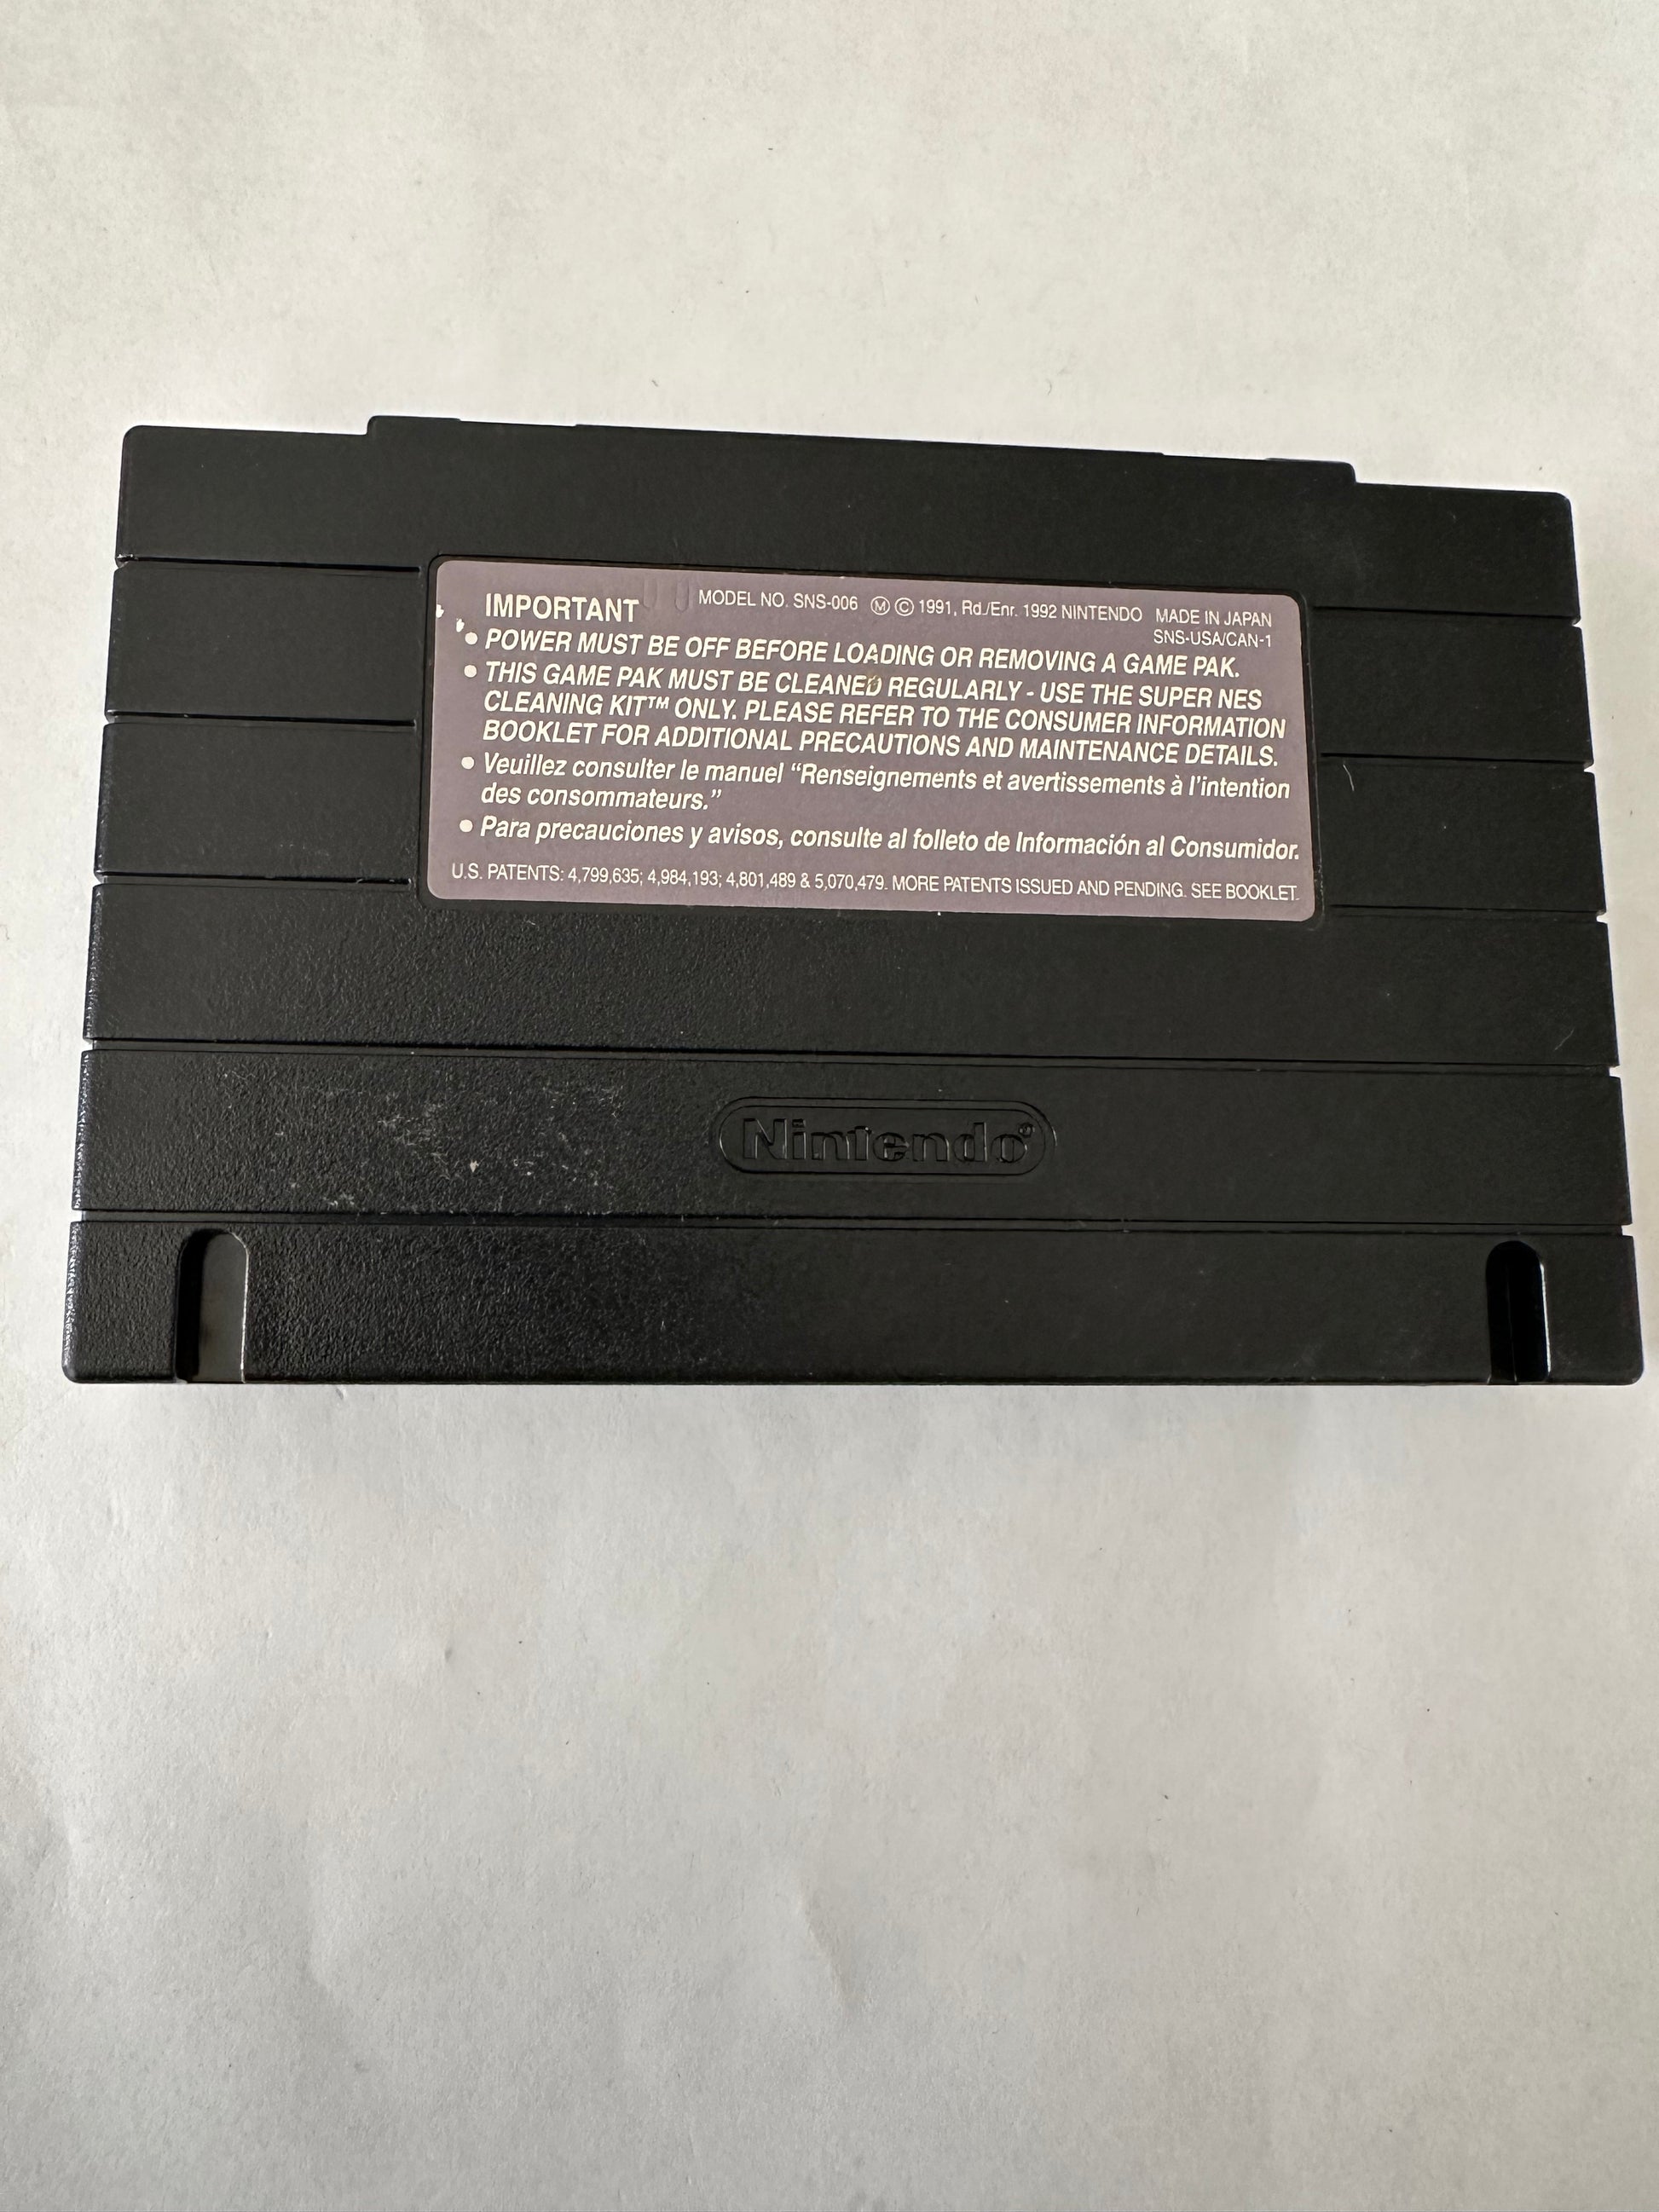 IMPORTANT MODEL NO. SNS-006 Ⓜ © 1991, Rd./Enr. 1992 NINTENDO MADE IN JAPAN
SNS-USA/CAN-1
• POWER MUST BE OFF BEFORE LOADING OR REMOVING A GAME PAK.
• THIS GAME PAK MUST BE CLEANED REGULARLY - USE THE SUPER NES
CLEANING KIT™ ONLY. PLEASE REFER TO THE CONSUMER INFORMATION
BOOKLET FOR ADDITIONAL PRECAUTIONS AND MAINTENANCE DETAILS.
• Veuillez consulter le manuel “Renseignements et avertissements à l’intention
des consommateurs.”
• Para precauciones y avisos, consulte al folleto de Información al Consumidor.
U.S. PATENTS: 4,799,635; 4,984,193; 4,801,489 & 5,070,479. MORE PATENTS ISSUED AND PENDING. SEE BOOKLET.
Nintendo®